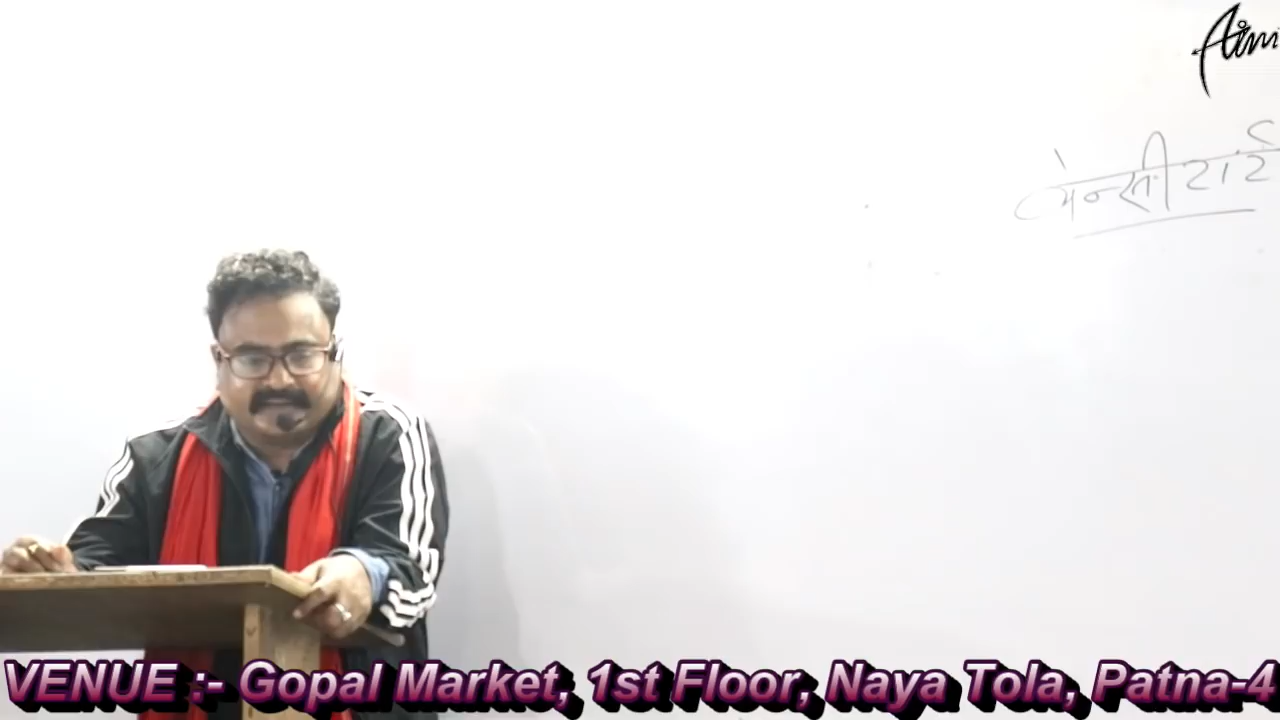 Aim
VENUE :- Gopal Market, 1st Floor, Naya Tola, Patna-4